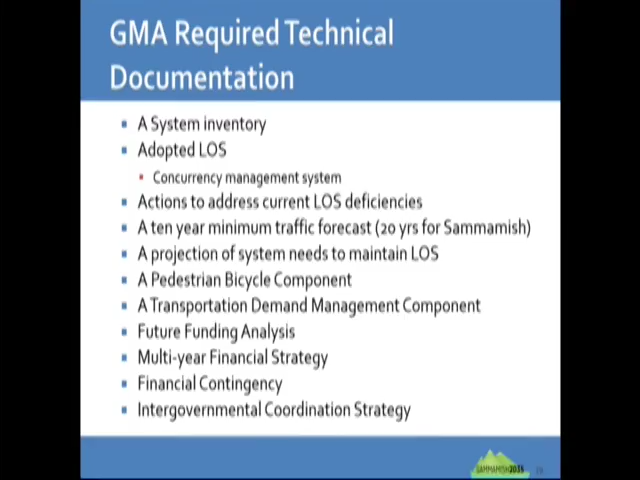 GMA Required Technical
Documentation
A System inventory
Adopted LOS
Concurrency management system
Actions to address current LOS deficiencies
A ten year minimum traffic forecast (20 yrs for Sammamish)
A projection of system needs to maintain LOS
A Pedestrian Bicycle Component
A Transportation Demand Management Component
Future Funding Analysis
Multi-year Financial Strategy
Financial Contingency
Intergovernmental Coordination Strategy
SAMMAMISH2035